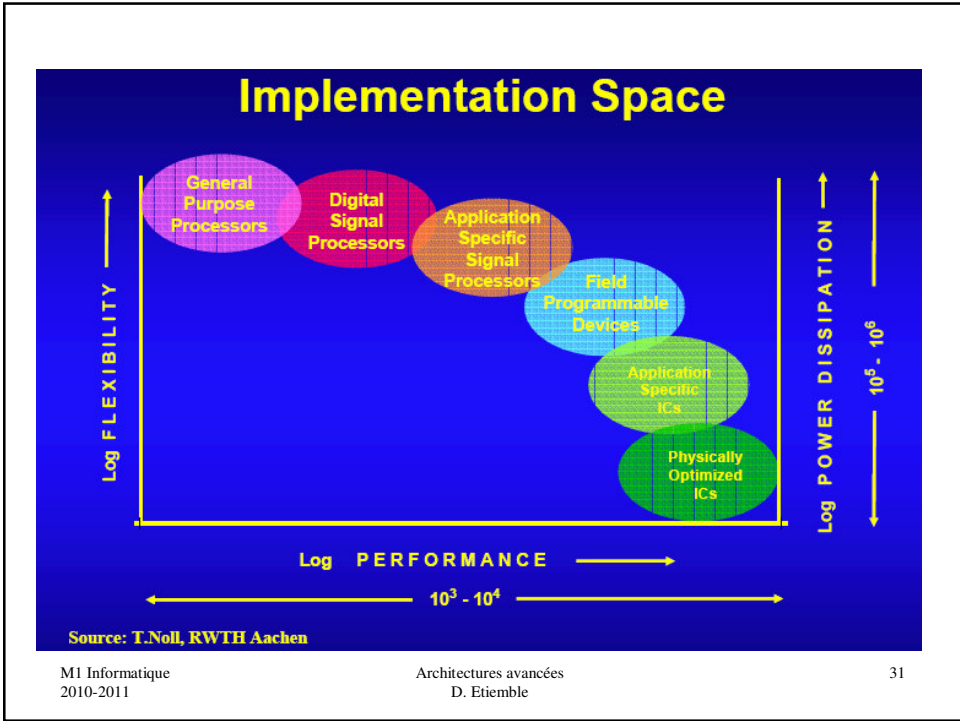 Implementation Space
General
Purpose
Processors
Digital
Signal
Processors
Application
Specific
Signal
Processors
Field
Programmable
Devices
Application
Specific
ICs
Physically
Optimized
ICs
Log FLEXIBILITY
Log POWER DISSIPATION
10⁵ - 10⁶
Log PERFORMANCE
10³ - 10⁴
Source: T.Noll, RWTH Aachen
M1 Informatique
2010-2011
Architectures avancées
D. Etiemble
31